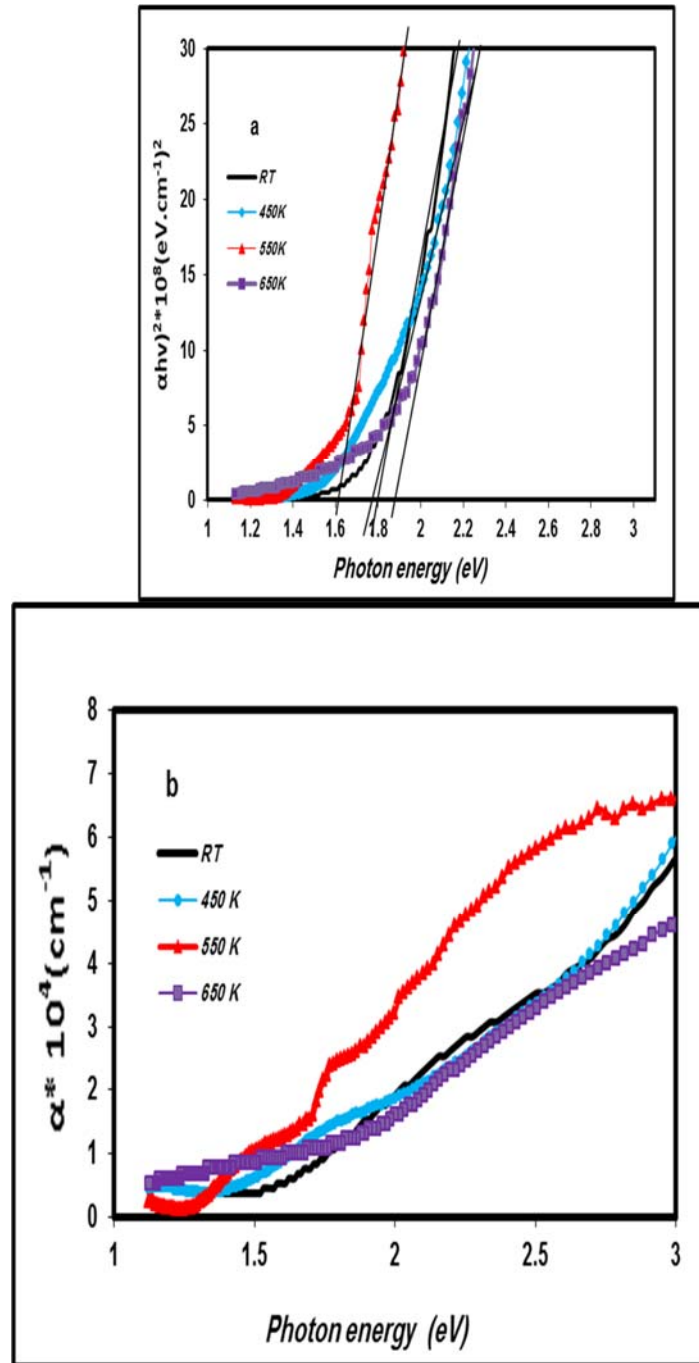 30
25
20
15
10
5
0
αhν)²*10⁸(eV.cm⁻¹)²
a
RT
450K
550K
650K
1 1.2 1.4 1.6 1.8 2 2.2 2.4 2.6 2.8 3
Photon energy (eV)
8
7
6
5
4
3
2
1
0
α* 10⁴(cm⁻¹)
b
RT
450 K
550 K
650 K
1 1.5 2 2.5 3
Photon energy (eV)